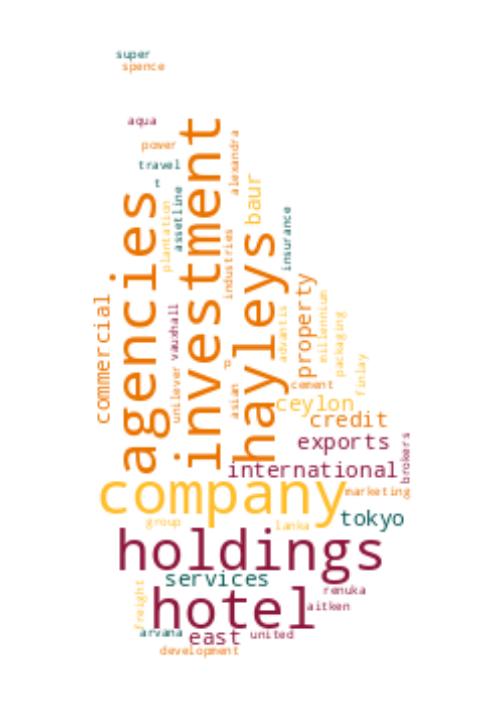 super
spence
aqua
power
travel
t
investment
alexandra
baur
assetline
plantation
agencies
insurance
industries
hayleys
property
millennium
commercial
vauxhall
advantis
packaging
unilever
p
asian
finlay
cement
ceylon
credit
exports
brokers
international
company
marketing
tokyo
group
lanka
holdings
services
freight
renuka
hotel
aitken
arvana
east
united
development